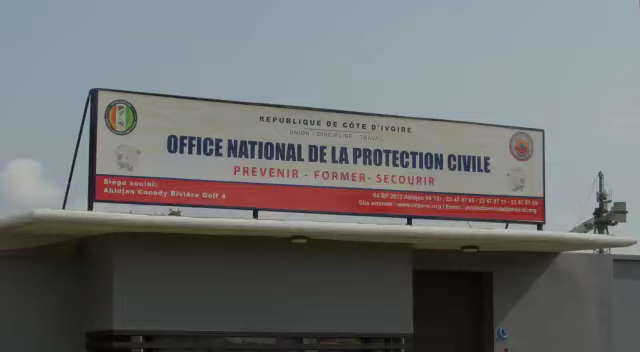 REPUBLIQUE DE CÔTE D'IVOIRE
UNION - DISCIPLINE - TRAVAIL
OFFICE NATIONAL DE LA PROTECTION CIVILE
PREVENIR - FORMER- SECOURIR
Siège social:
Abidjan Cocody Riviéra Golf 4